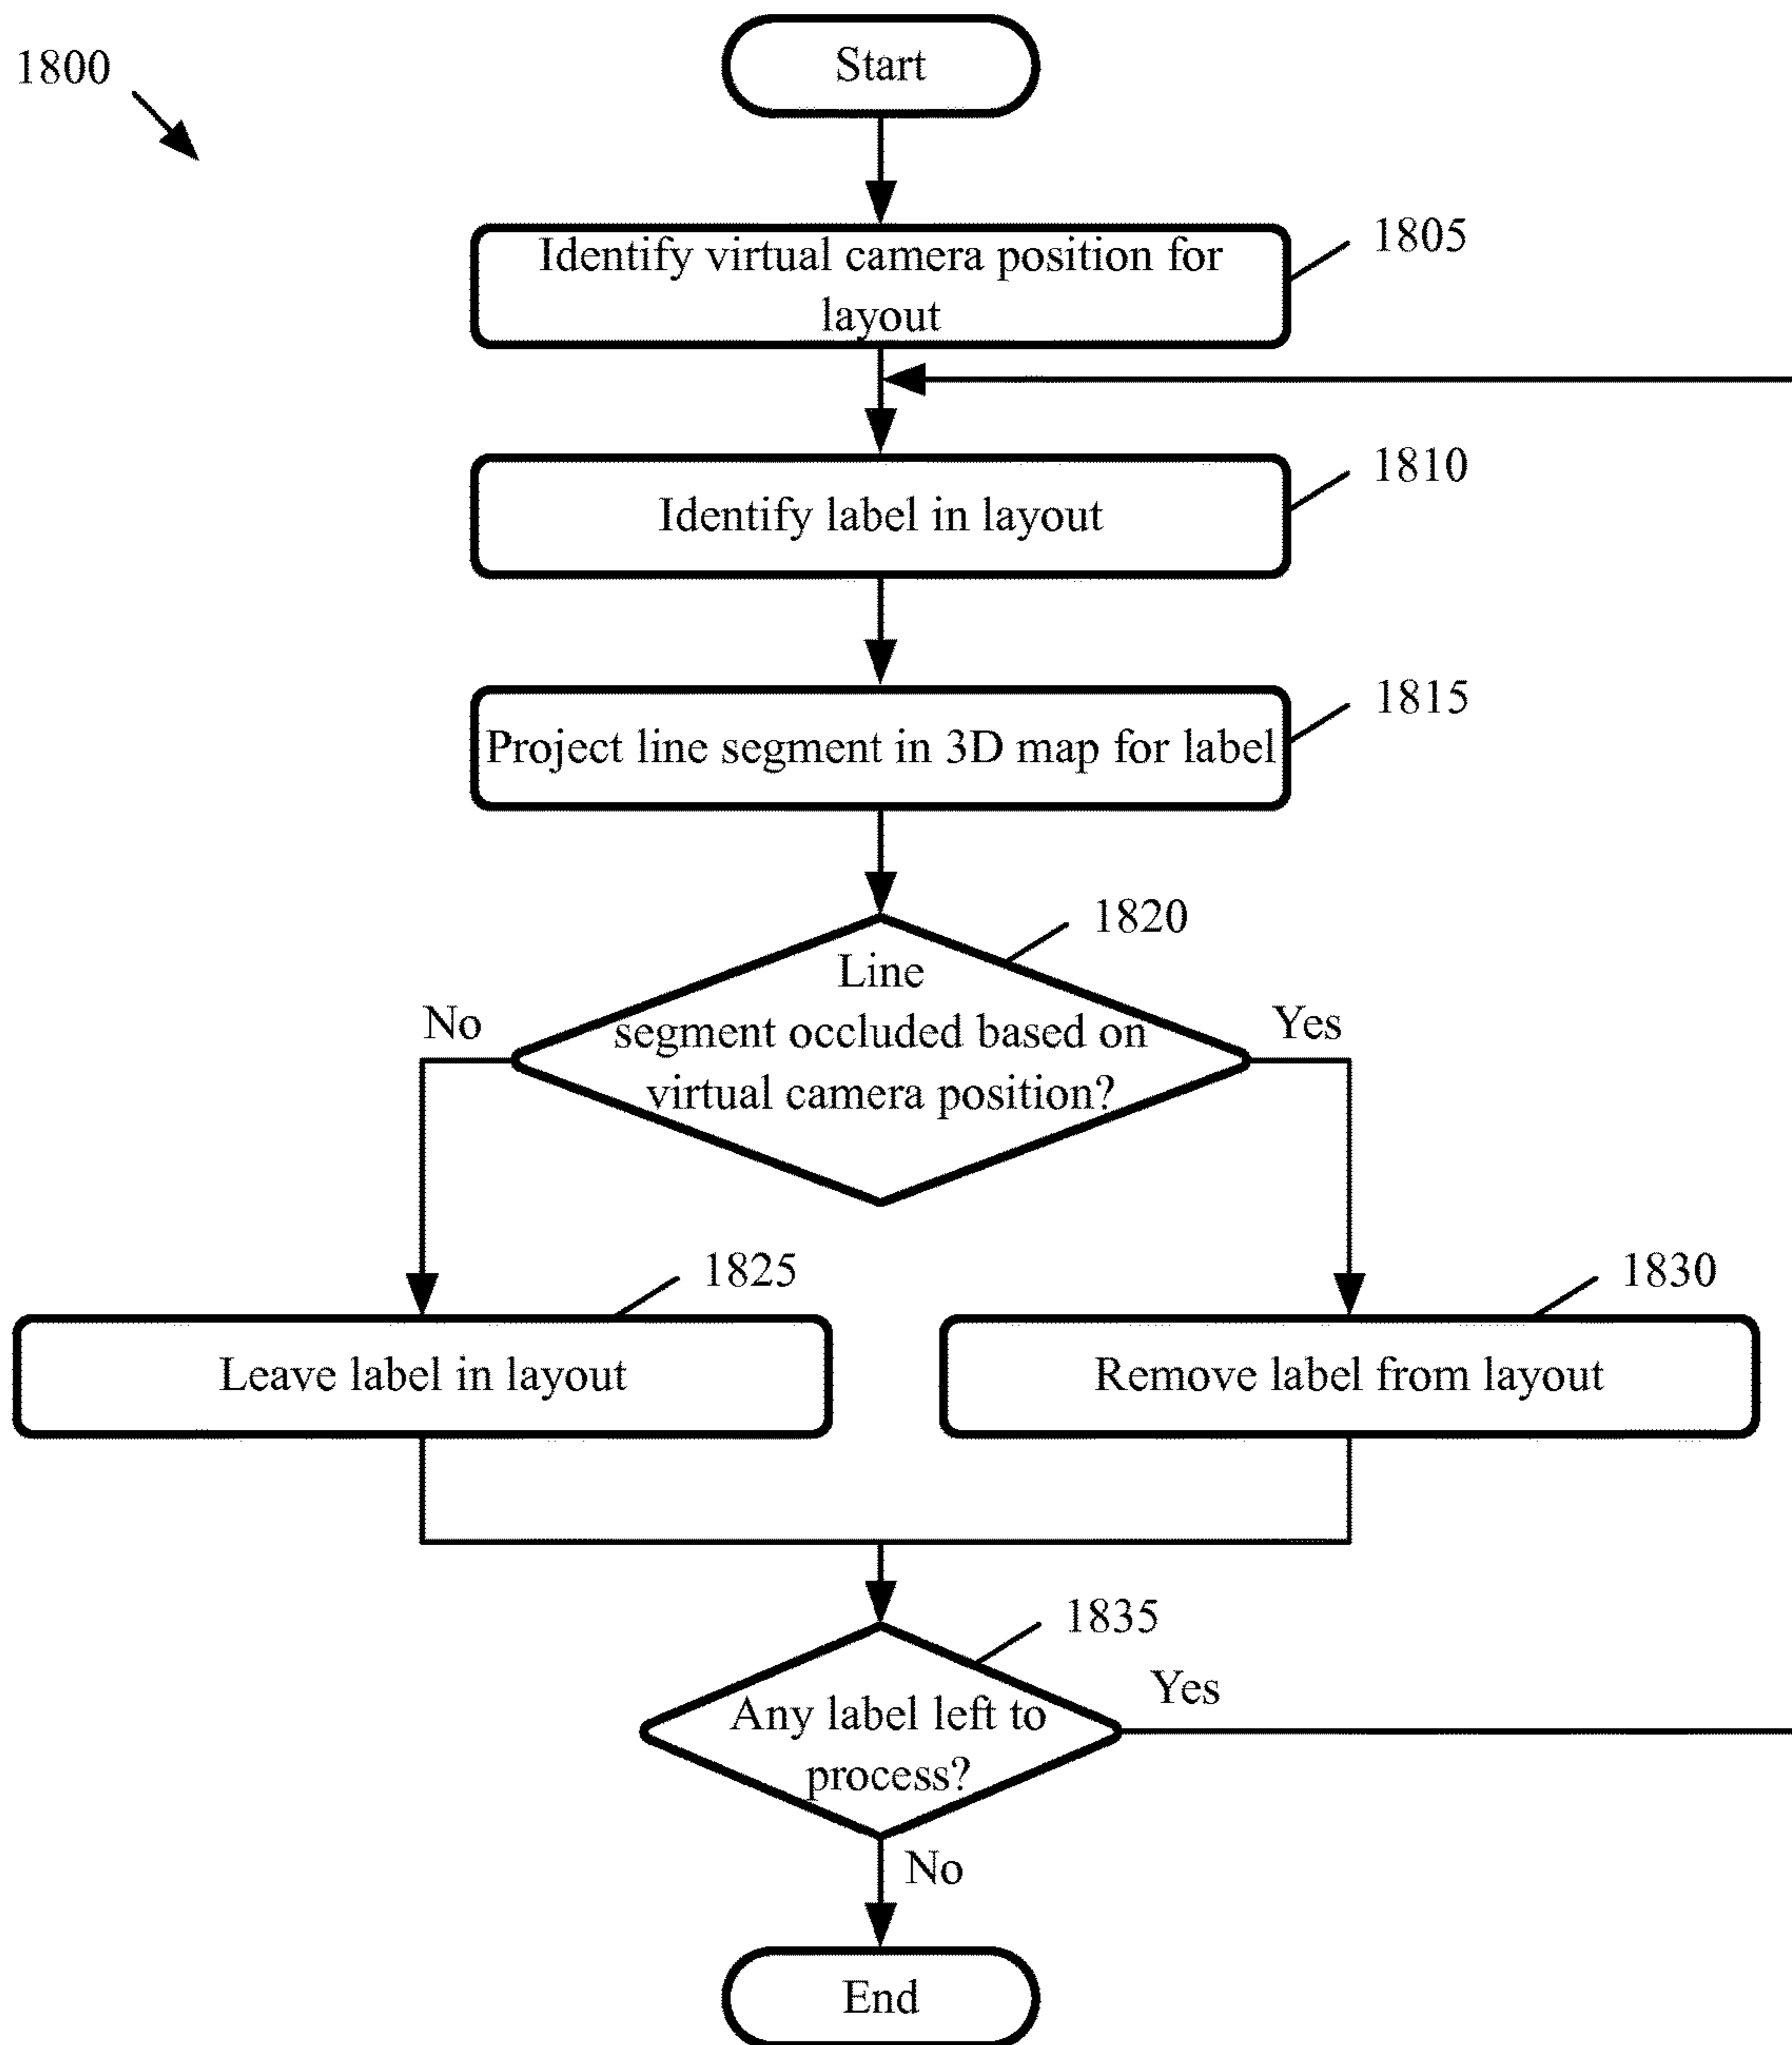 1800
Start
1805
Identify virtual camera position for
layout
1810
Identify label in layout
1815
Project line segment in 3D map for label
1820
Line
segment occluded based on
virtual camera position?
No
Yes
1825
1830
Leave label in layout
Remove label from layout
1835
Any label left to
process?
Yes
No
End